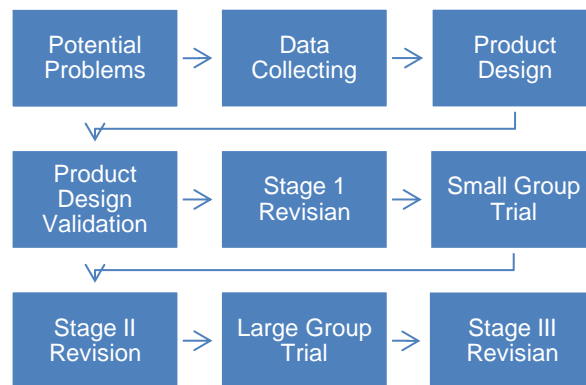 Potential
Problems
Data
Collecting
Product
Design
Product
Design
Validation
Stage 1
Revisian
Small Group
Trial
Stage II
Revision
Large Group
Trial
Stage III
Revisian